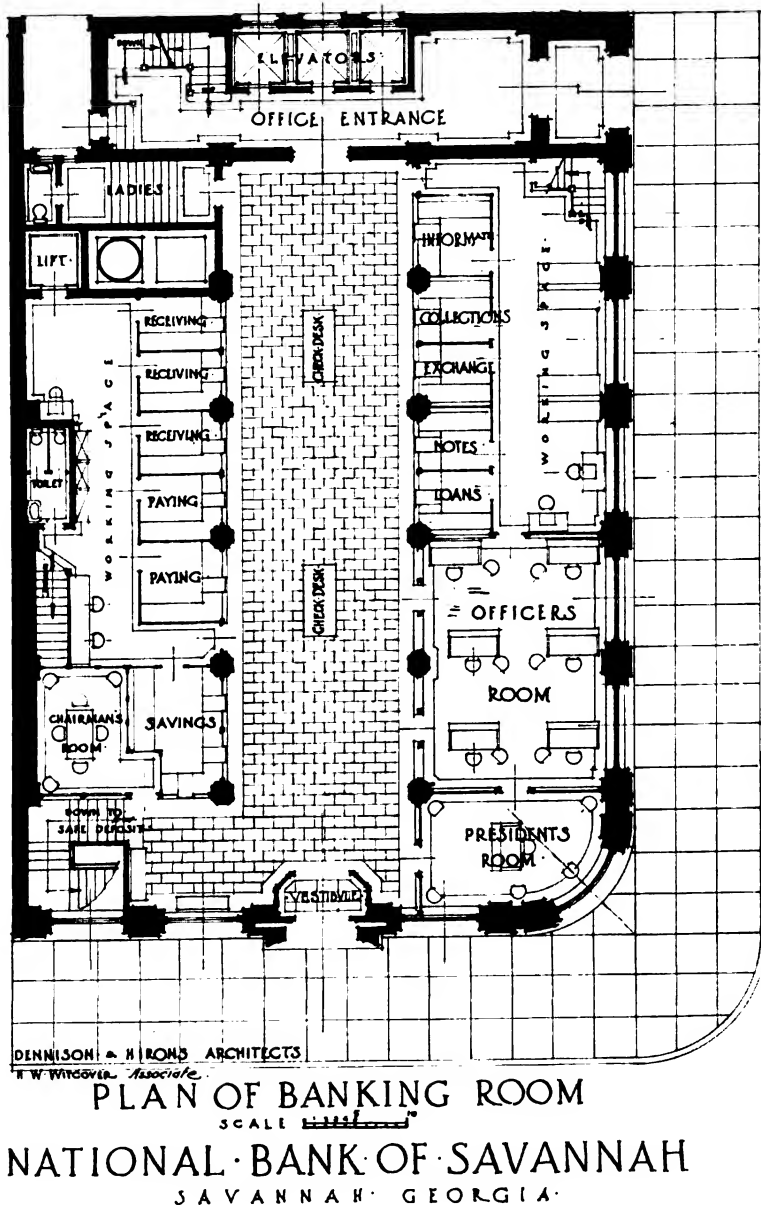 ELEVATORS
DOWN
OFFICE ENTRANCE
LADIES
LIFT
INFORMAT
RECEIVING
COLLECTIONS
CHECK·DESK
RECEIVING
EXCHANGE
WORKING SPACE
WORKING SPACE
RECEIVING
NOTES
TOILET
PAYING
LOANS
PAYING
CHECK·DESK
OFFICERS
ROOM
CHAIRMANS
ROOM
SAVINGS
DOWN TO
SAFE DEPOSIT
PRESIDENTS
ROOM
VESTIBULE
DENNISON & HIRONS ARCHITECTS
H W WITCOVER Associate
PLAN OF BANKING ROOM
SCALE
NATIONAL·BANK·OF·SAVANNAH
SAVANNAH· GEORGIA·